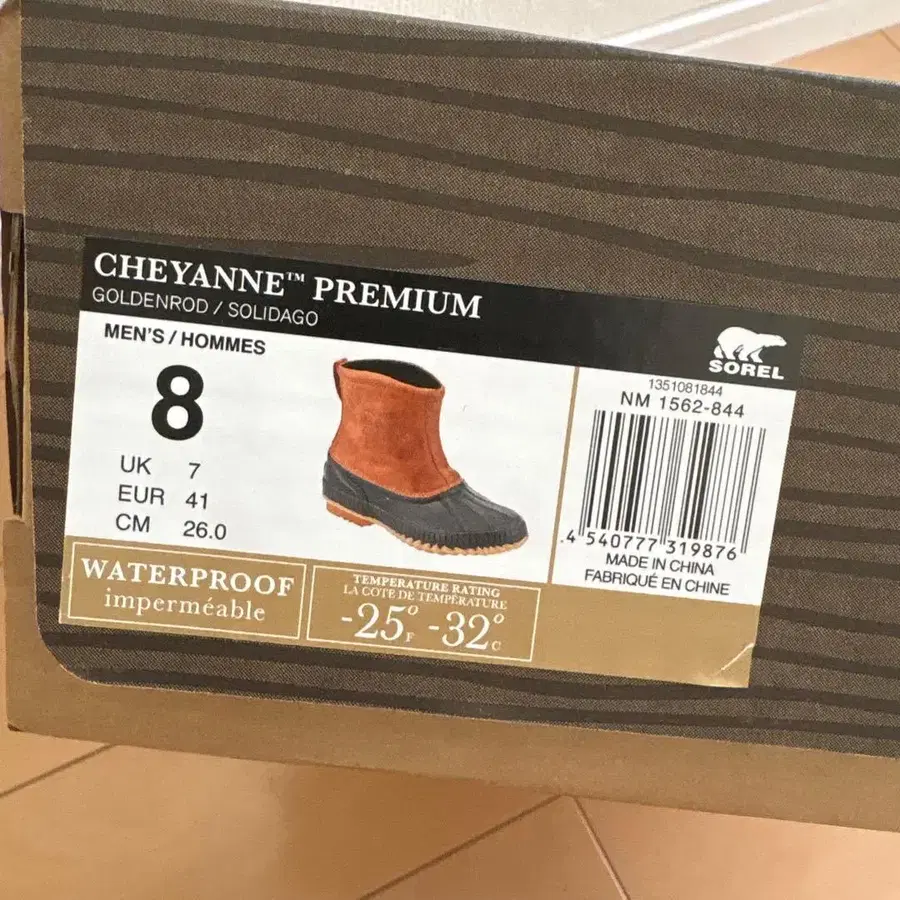 CHEYANNE™ PREMIUM
GOLDENROD / SOLIDAGO
MEN'S / HOMMES
8
UK 7
EUR 41
CM 26.0
SOREL
1351081844
NM 1562-844
4 540777 319876
MADE IN CHINA
FABRIQUÉ EN CHINE
WATERPROOF
imperméable
TEMPERATURE RATING
LA COTE DE TEMPÉRATURE
-25°F -32°C